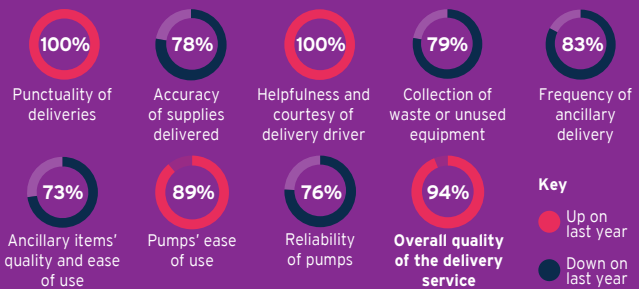 100%
78%
100%
79%
83%
Punctuality of
deliveries
Accuracy
of supplies
delivered
Helpfulness and
courtesy of
delivery driver
Collection of
waste or unused
equipment
Frequency of
ancillary
delivery
73%
89%
76%
94%
Ancillary items'
quality and ease
of use
Pumps' ease
of use
Reliability
of pumps
Overall quality
of the delivery
service
Key
Up on
last year
Down on
last year